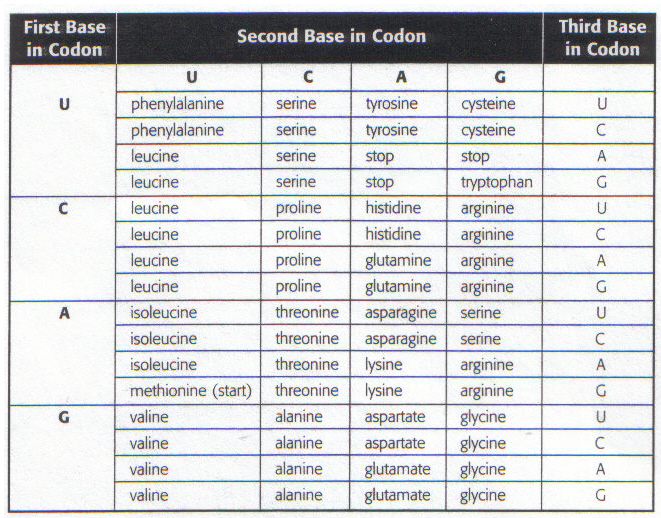 First Base in Codon Second Base in Codon Third Base in Codon
U C A G
U phenylalanine serine tyrosine cysteine U
phenylalanine serine tyrosine cysteine C
leucine serine stop stop A
leucine serine stop tryptophan G
C leucine proline histidine arginine U
leucine proline histidine arginine C
leucine proline glutamine arginine A
leucine proline glutamine arginine G
A isoleucine threonine asparagine serine U
isoleucine threonine asparagine serine C
isoleucine threonine lysine arginine A
methionine (start) threonine lysine arginine G
G valine alanine aspartate glycine U
valine alanine aspartate glycine C
valine alanine glutamate glycine A
valine alanine glutamate glycine G